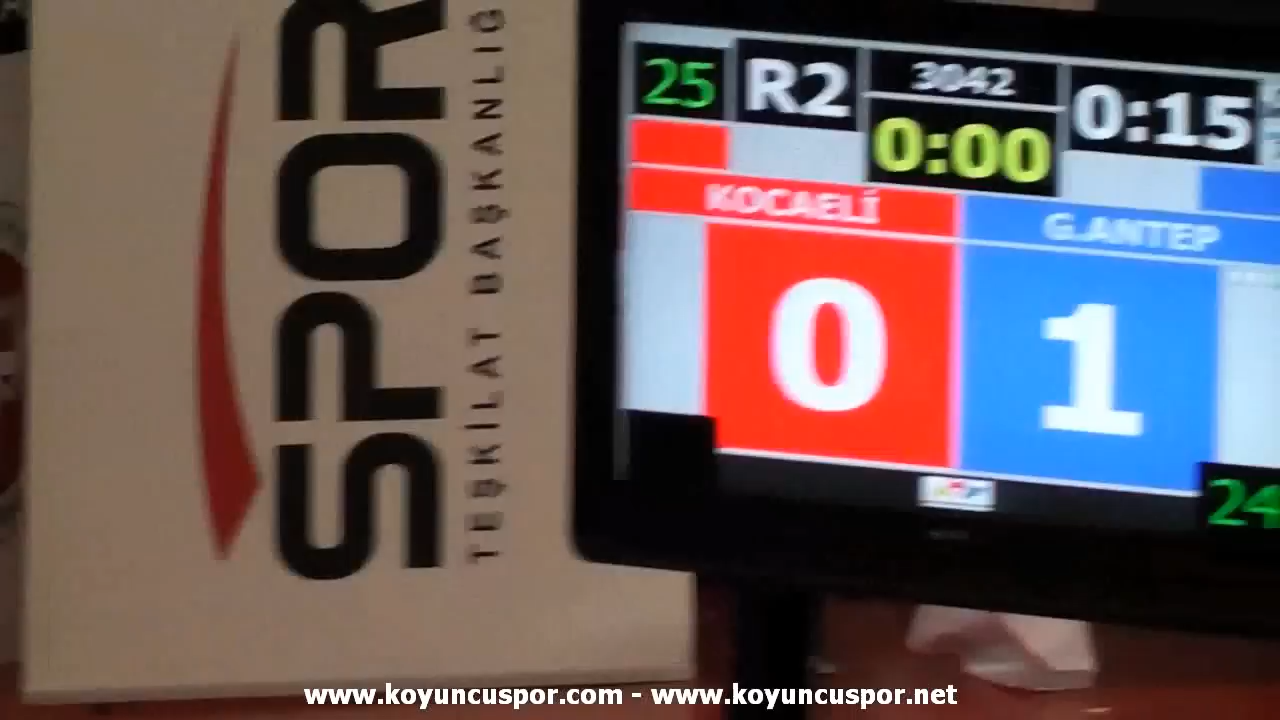 SPOR
TEŞKİLAT BAŞKANLIĞ
25
R2
3042
0:00
0:15
KOCAELİ
G.ANTEP
0
1
24
www.koyuncuspor.com - www.koyuncuspor.net